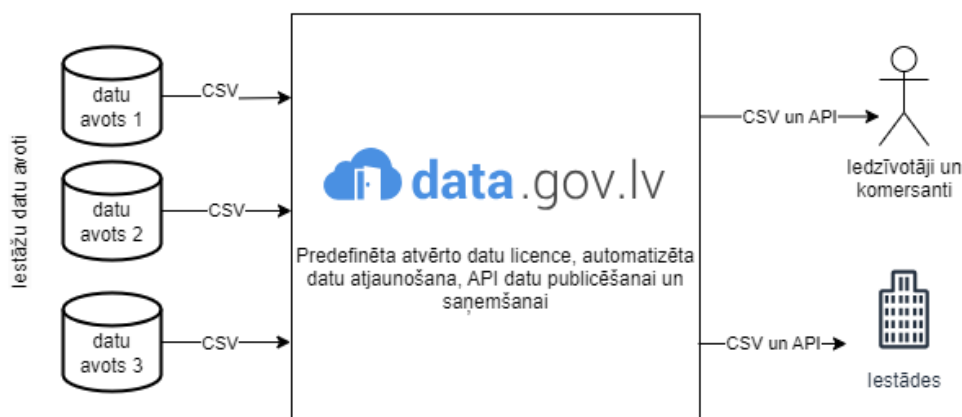 Iestāžu datu avoti
datu
avots 1
CSV
datu
avots 2
CSV
datu
avots 3
CSV
data.gov.lv
Predefinēta atvērto datu licence, automatizēta
datu atjaunošana, API datu publicēšanai un
saņemšanai
CSV un API
Iedzīvotāji un
komersanti
CSV un API
Iestādes